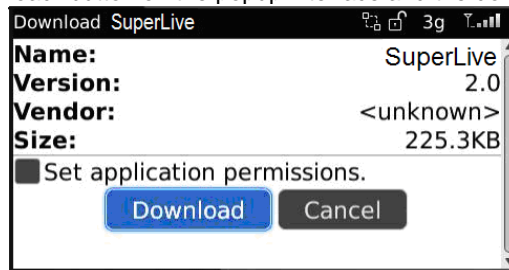 Download SuperLive 3g
Name: SuperLive
Version: 2.0
Vendor: <unknown>
Size: 225.3KB
Set application permissions.
Download Cancel